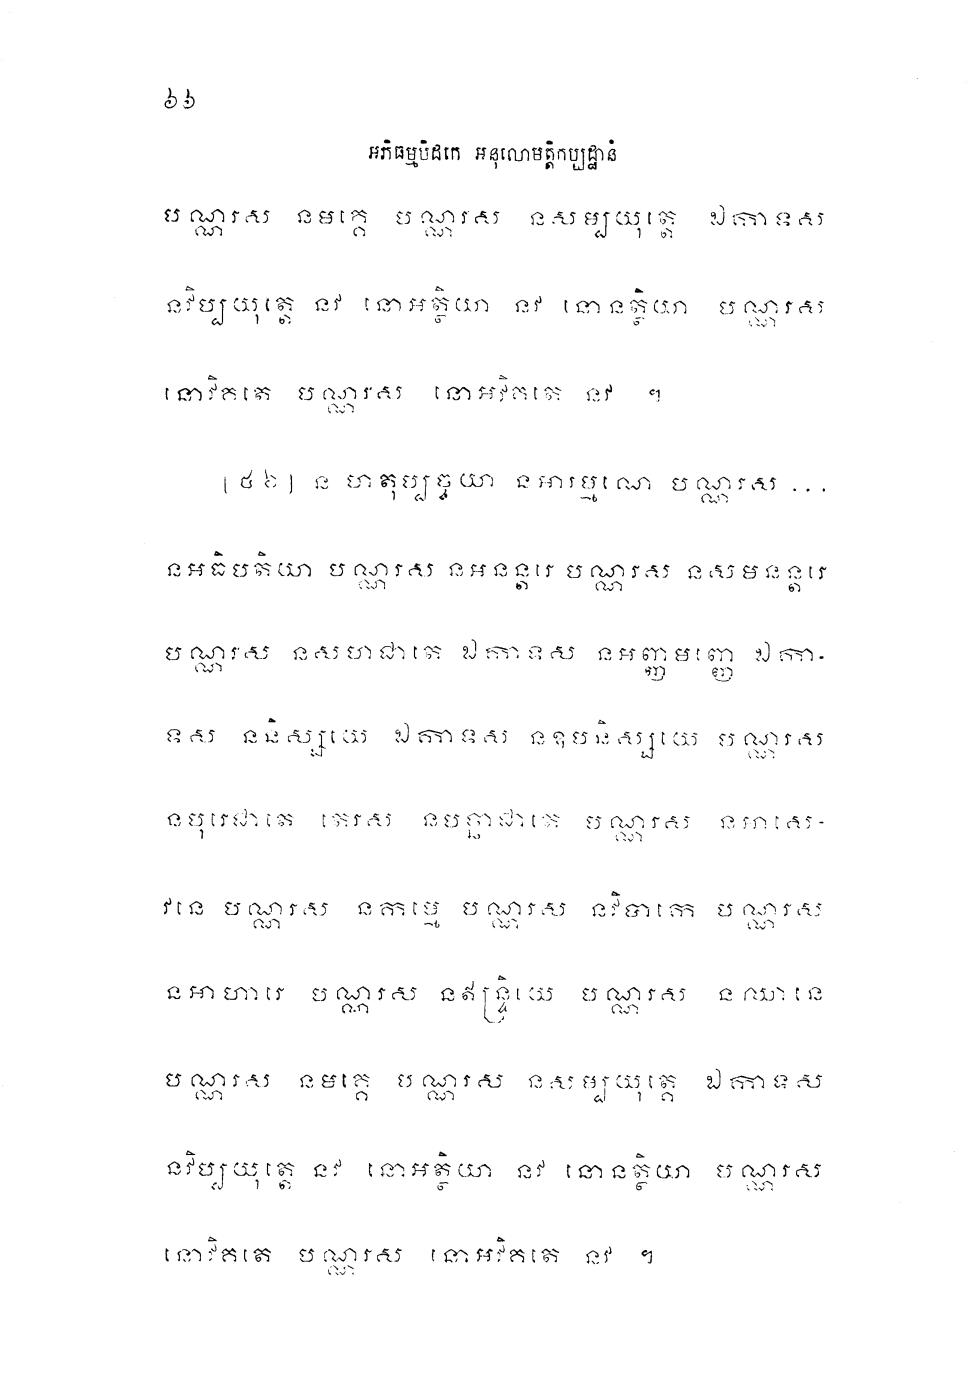 ៦៦
អភិធម្មបិដកេ អនុលោមត្តិកប្បដ្ឋានំ
បណ្ណរស នមគ្គេ បណ្ណរស នសម្បយុត្តេ ឯកាទស
នវិប្បយុត្តេ នវ នោអត្ថិយា នវ នោនត្ថិយា បណ្ណរស
នោវិគតេ បណ្ណរស នោអវិគតេ នវ ។
[៥៦] ន ហេតុប្បច្ចយា នអារម្មណេ បណ្ណរស ...
នអធិបតិយា បណ្ណរស នអនន្តរេ បណ្ណរស នសមនន្តរេ
បណ្ណរស នសហជាតេ ឯកាទស នអញ្ញមញ្ញេ ឯកា-
ទស ននិស្សយេ ឯកាទស នឧបនិស្សយេ បណ្ណរស
នបុរេជាតេ តេរស នបច្ឆាជាតេ បណ្ណរស នអាសេ-
វនេ បណ្ណរស នកម្មេ បណ្ណរស នវិបាកេ បណ្ណរស
នអាហារេ បណ្ណរស នឥន្ទ្រិយេ បណ្ណរស នឈានេ
បណ្ណរស នមគ្គេ បណ្ណរស នសម្បយុត្តេ ឯកាទស
នវិប្បយុត្តេ នវ នោអត្ថិយា នវ នោនត្ថិយា បណ្ណរស
នោវិគតេ បណ្ណរស នោអវិគតេ នវ ។